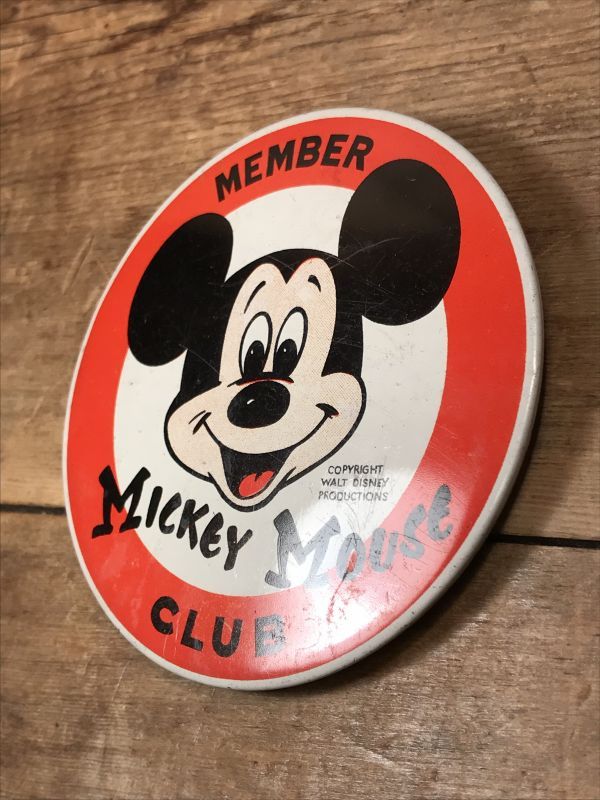 MEMBER
COPYRIGHT
WALT DISNEY
PRODUCTIONS
MICKEY MOUSE
CLUB